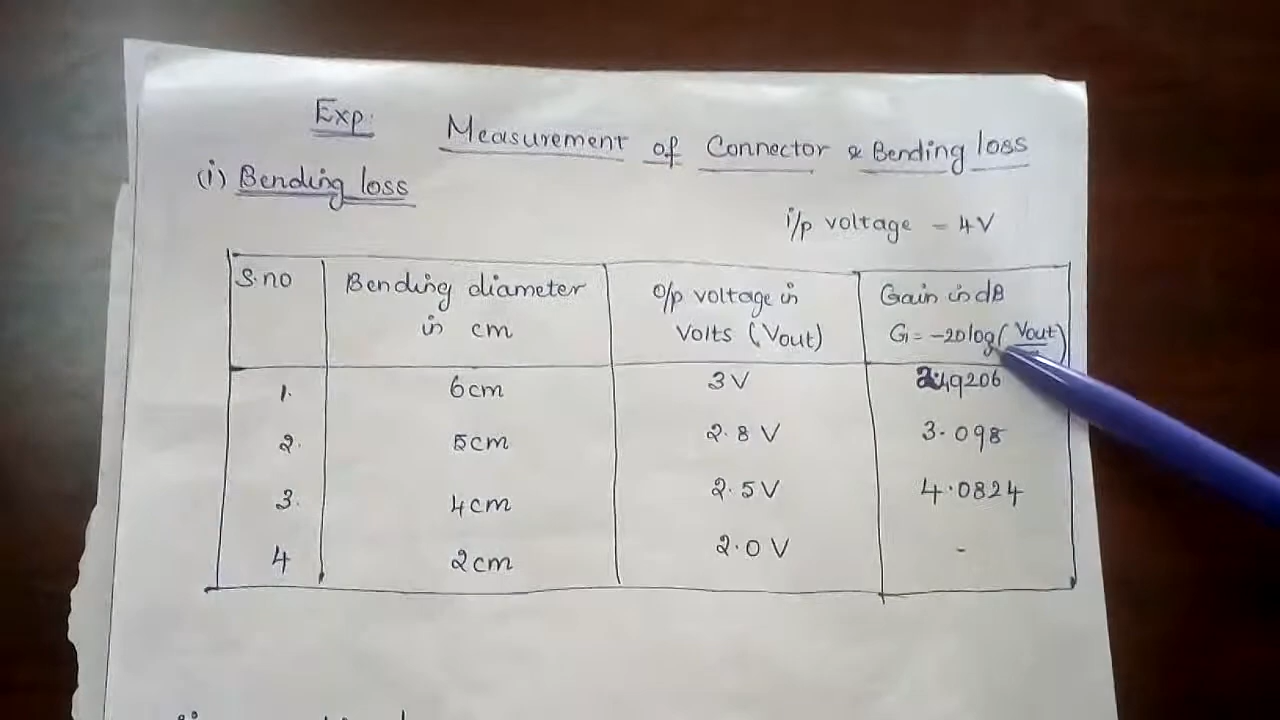 Exp: Measurement of Connector & Bending loss
(i) Bending loss
i/p voltage - 4V
S.no Bending diameter in cm O/p voltage in Volts (Vout) Gain in dB G = -20log(Vout)
1. 6cm 3V 2.49206
2. 5cm 2.8 V 3.098
3. 4cm 2.5V 4.0824
4 2cm 2.0 V -